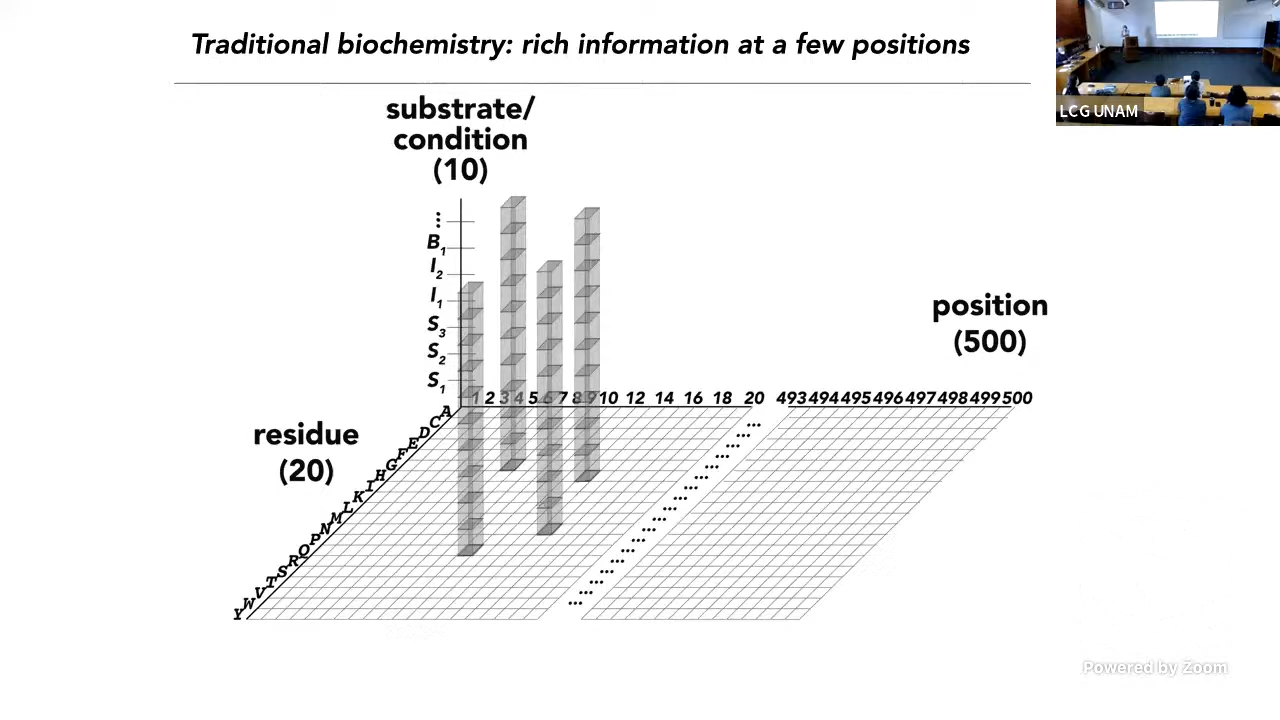 Traditional biochemistry: rich information at a few positions
LCG UNAM
substrate/
condition
(10)
⋮
B1
I2
I1
S3
S2
S1
position
(500)
1 2 3 4 5 6 7 8 9 10 12 14 16 18 20 493 494 495 496 497 498 499 500
residue
(20)
A
C
D
E
F
G
H
I
K
L
M
N
P
Q
R
S
T
V
W
Y
Powered by Zoom